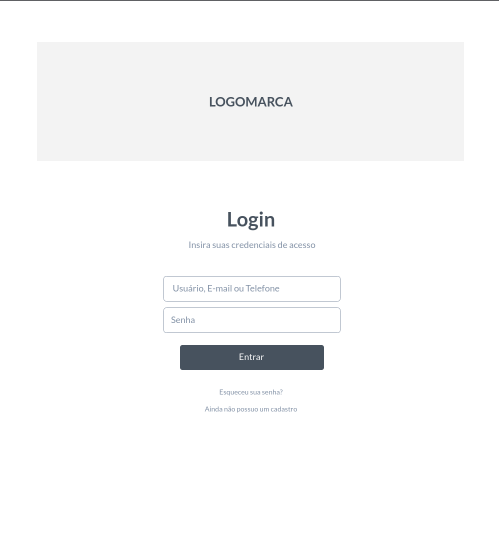 LOGOMARCA
Login
Insira suas credenciais de acesso
Usuário, E-mail ou Telefone
Senha
Entrar
Esqueceu sua senha?
Ainda não possuo um cadastro